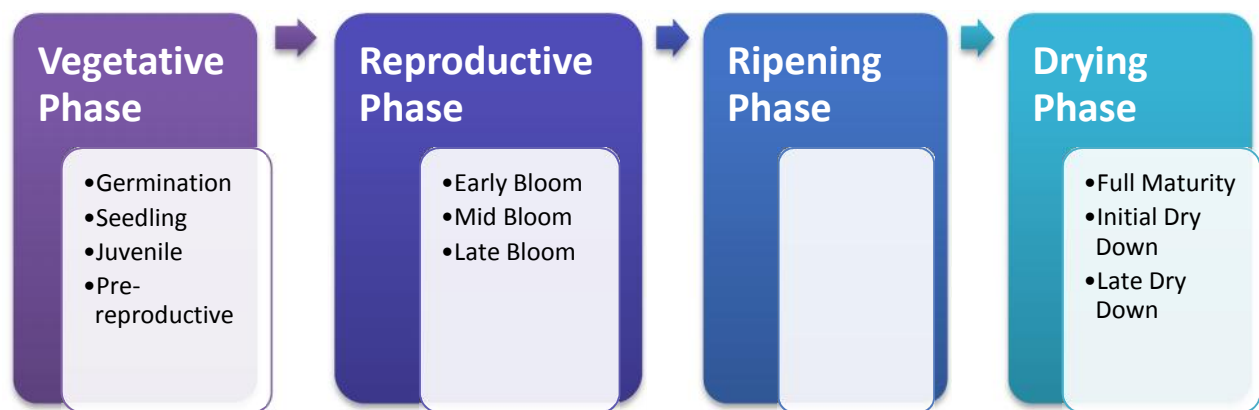 Vegetative
Phase
•Germination
•Seedling
•Juvenile
•Pre-
reproductive
Reproductive
Phase
•Early Bloom
•Mid Bloom
•Late Bloom
Ripening
Phase
Drying
Phase
•Full Maturity
•Initial Dry
Down
•Late Dry
Down